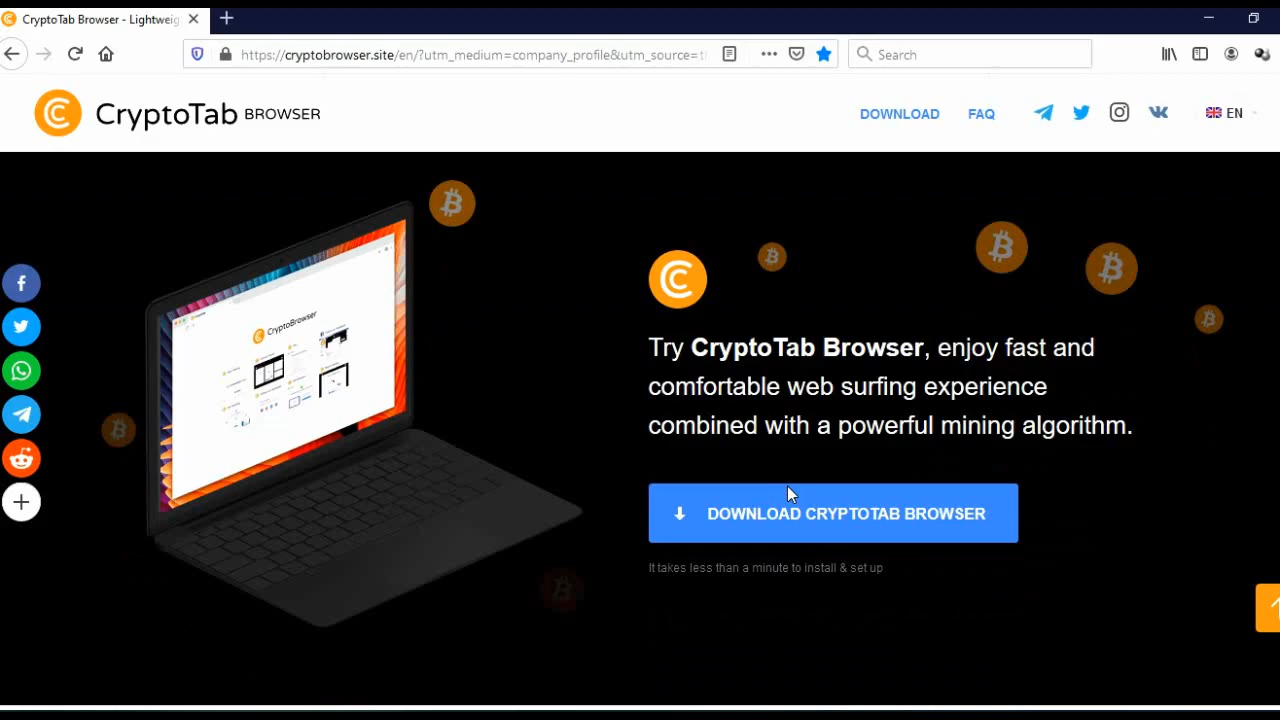 CryptoTab Browser - Lightweig
https://cryptobrowser.site/en/?utm_medium=company_profile&utm_source=t
Search
CryptoTab BROWSER
DOWNLOAD
FAQ
EN
CryptoBrowser
Try CryptoTab Browser, enjoy fast and
comfortable web surfing experience
combined with a powerful mining algorithm.
DOWNLOAD CRYPTOTAB BROWSER
It takes less than a minute to install & set up